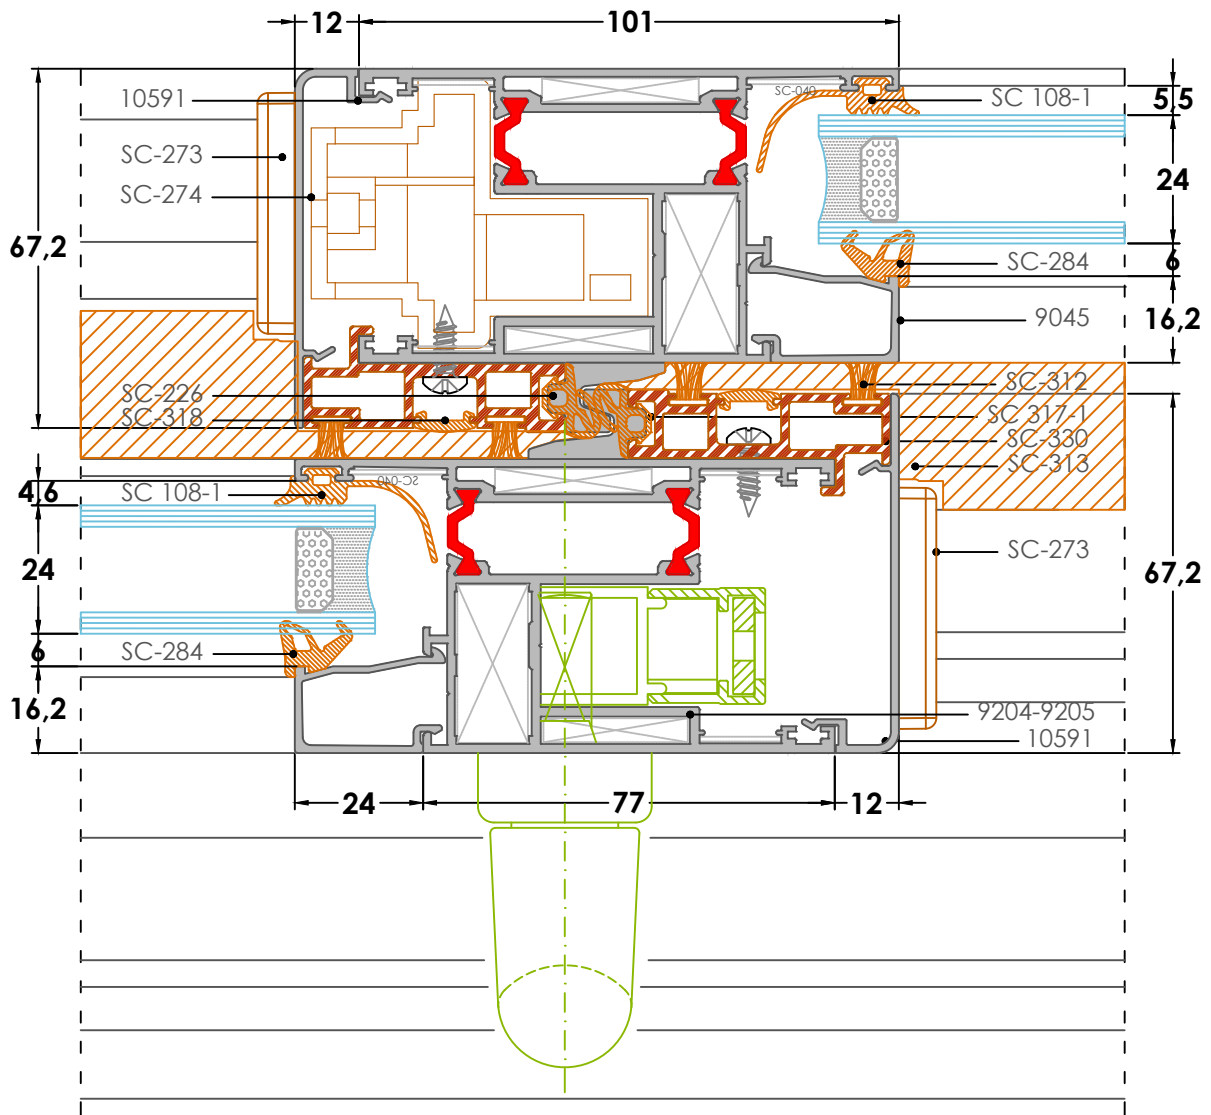 12
101
10591
SC-040
SC 108-1
5,5
SC-273
24
SC-274
67,2
SC-284
6
9045
16,2
SC-226
SC-312
SC-318
SC 317-1
SC-330
SC-313
4,6
SC 108-1
SC-040
SC-273
24
67,2
6
SC-284
16,2
9204-9205
10591
24
77
12